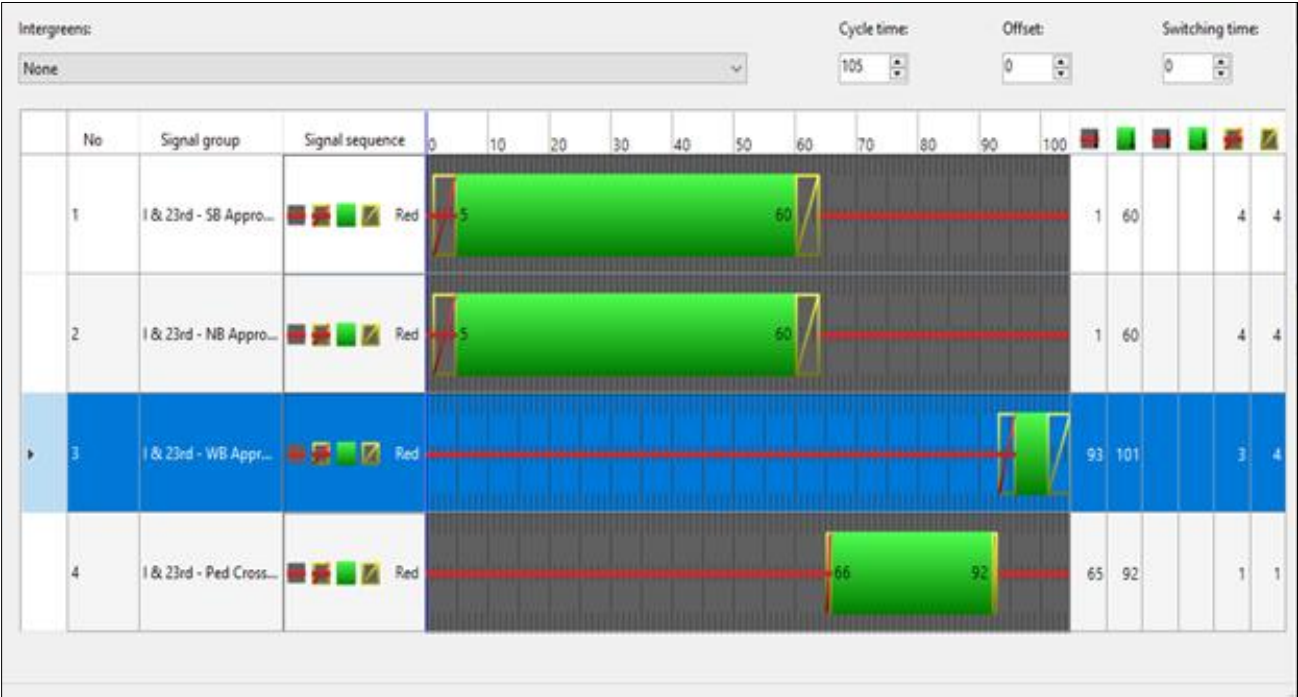 Intergreens: Cycle time: Offset: Switching time:
None 105 0 0
No Signal group Signal sequence 0 10 20 30 40 50 60 70 80 90 100
1 I & 23rd - SB Appro... Red 5 60 1 60 4 4
2 I & 23rd - NB Appro... Red 5 60 1 60 4 4
3 I & 23rd - WB Appr... Red 93 101 3 4
4 I & 23rd - Ped Cross... Red 66 92 65 92 1 1